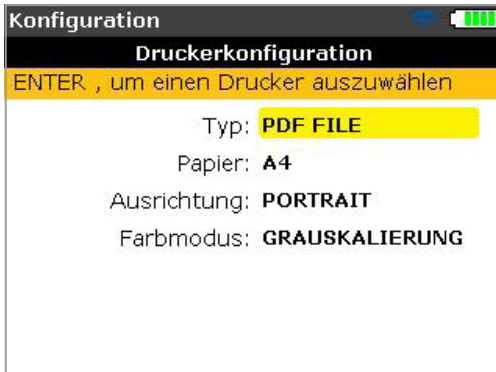 Konfiguration
Druckerkonfiguration
ENTER , um einen Drucker auszuwählen
Typ: PDF FILE
Papier: A4
Ausrichtung: PORTRAIT
Farbmodus: GRAUSKALIERUNG